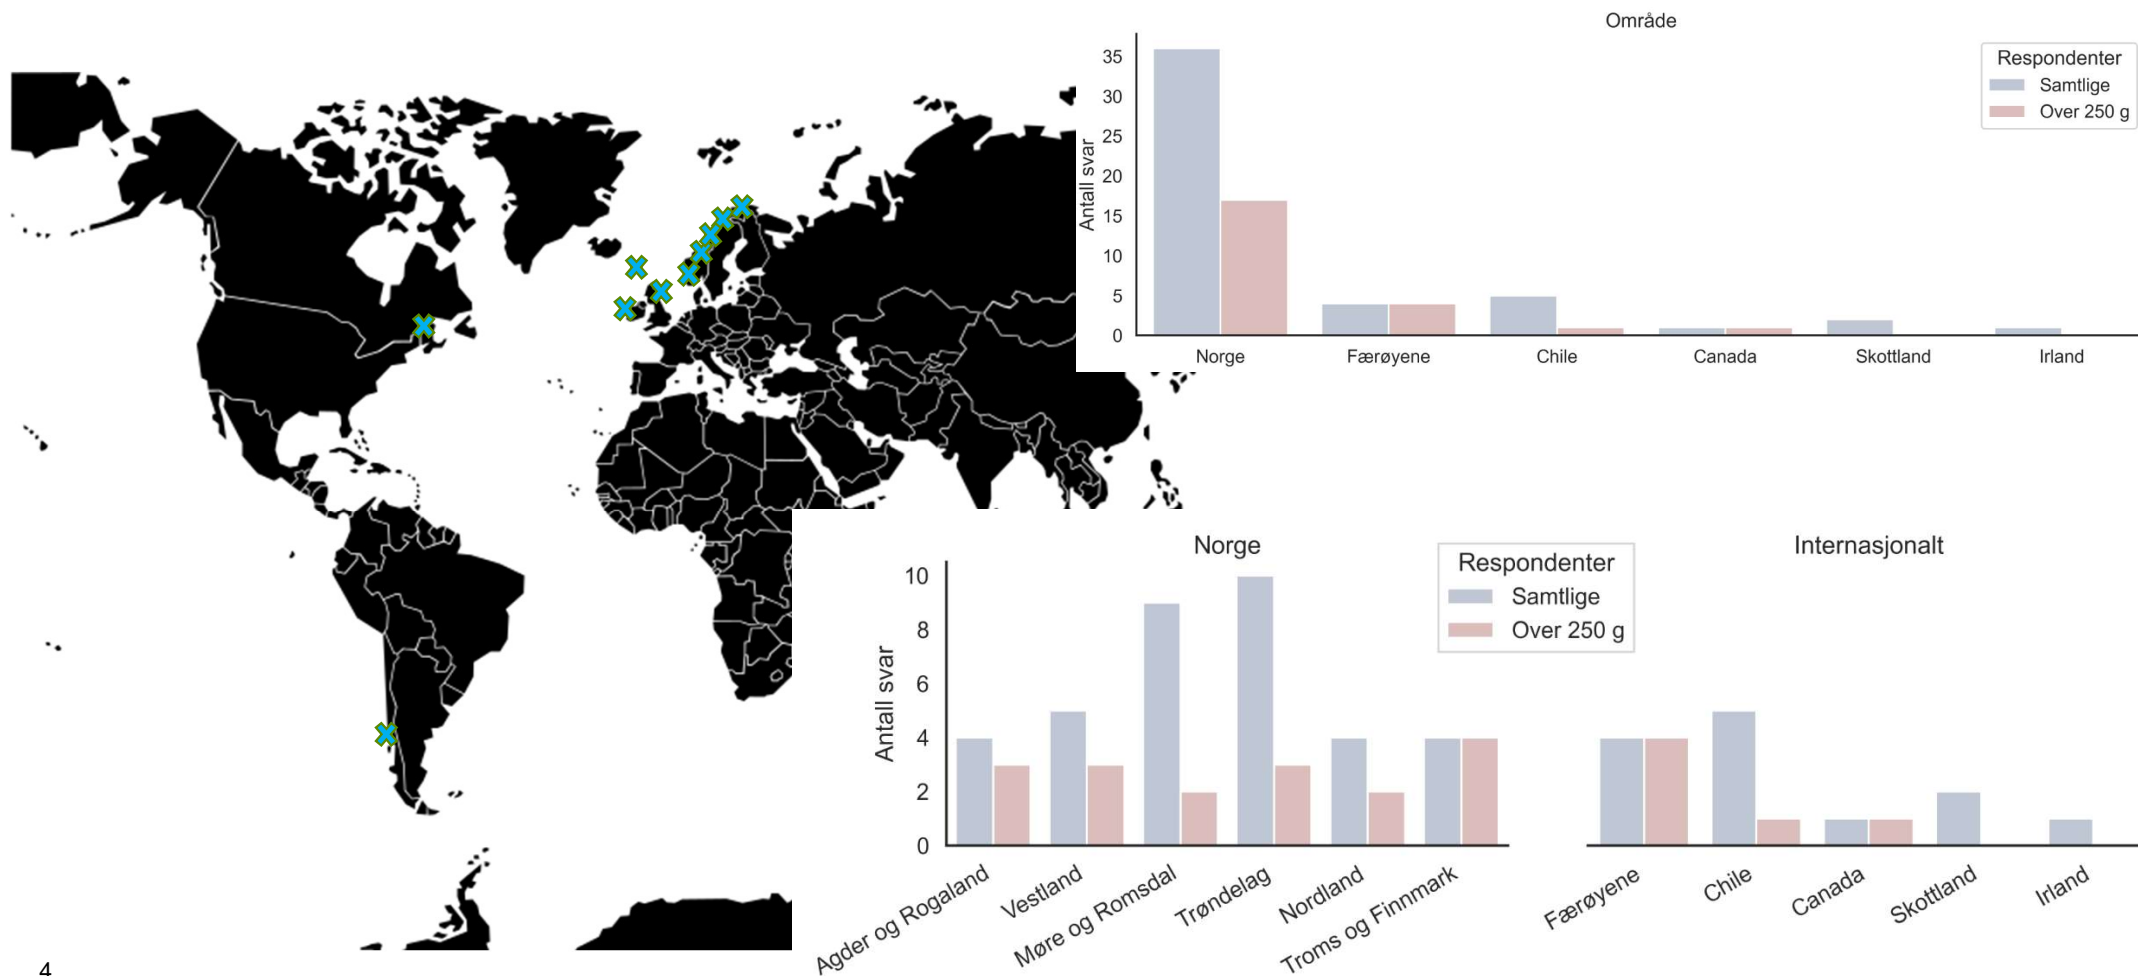 Område
Antall svar
35
30
25
20
15
10
5
0
Norge
Færøyene
Chile
Canada
Skottland
Irland
Respondenter
Samtlige
Over 250 g
Norge
Antall svar
10
8
6
4
2
0
Agder og Rogaland
Vestland
Møre og Romsdal
Trøndelag
Nordland
Troms og Finnmark
Respondenter
Samtlige
Over 250 g
Internasjonalt
Færøyene
Chile
Canada
Skottland
Irland
4